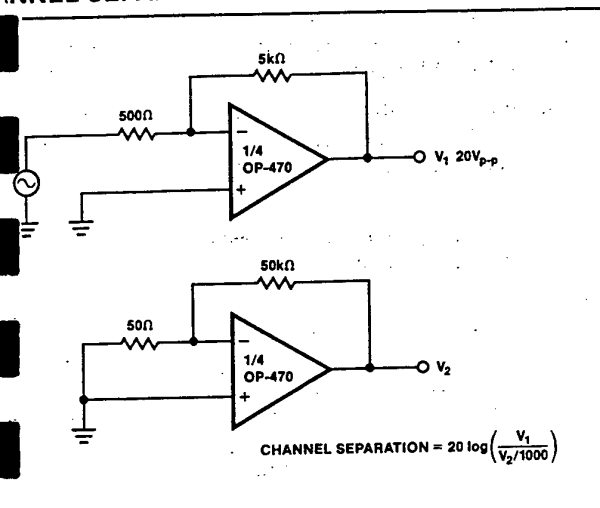 5kΩ
500Ω
−
1/4
OP-470
+
V₁ 20Vp-p
50kΩ
50Ω
−
1/4
OP-470
+
V₂
CHANNEL SEPARATION = 20 log(V₁ / V₂/1000)